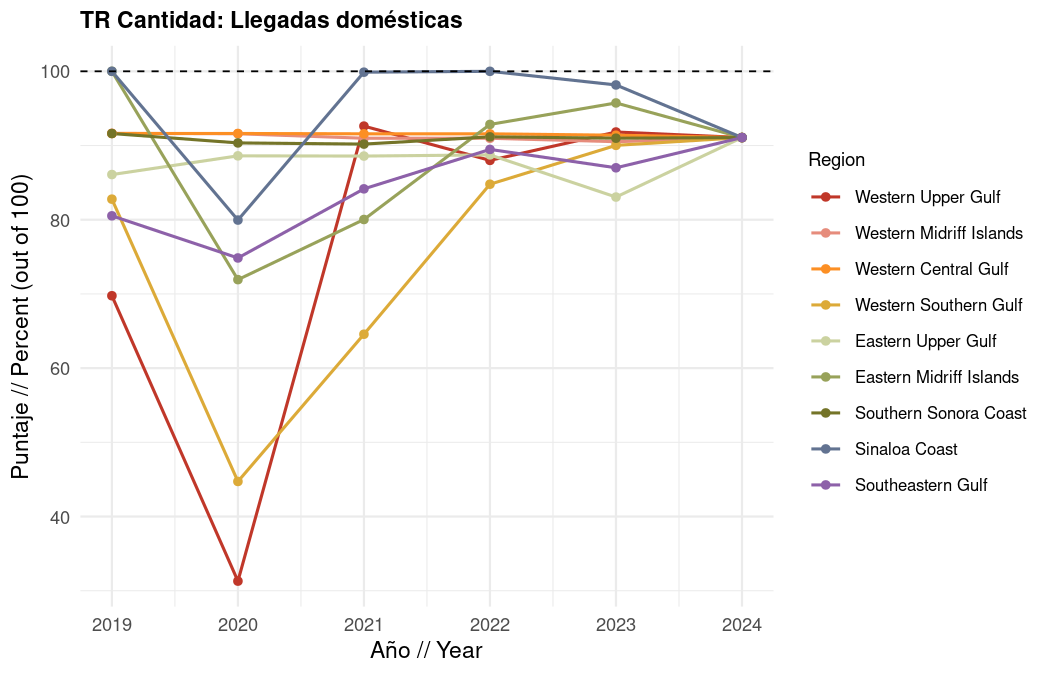 TR Cantidad: Llegadas domésticas
Puntaje // Percent (out of 100)
100
80
60
40
2019
2020
2021
2022
2023
2024
Año // Year
Region
Western Upper Gulf
Western Midriff Islands
Western Central Gulf
Western Southern Gulf
Eastern Upper Gulf
Eastern Midriff Islands
Southern Sonora Coast
Sinaloa Coast
Southeastern Gulf